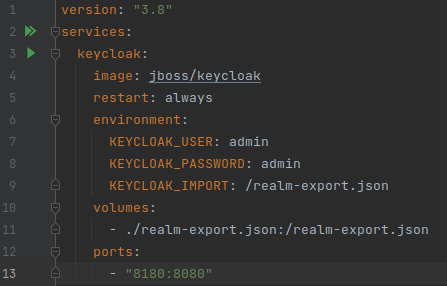 1 version: "3.8"
2 services:
3   keycloak:
4     image: jboss/keycloak
5     restart: always
6     environment:
7       KEYCLOAK_USER: admin
8       KEYCLOAK_PASSWORD: admin
9       KEYCLOAK_IMPORT: /realm-export.json
10     volumes:
11       - ./realm-export.json:/realm-export.json
12     ports:
13       - "8180:8080"